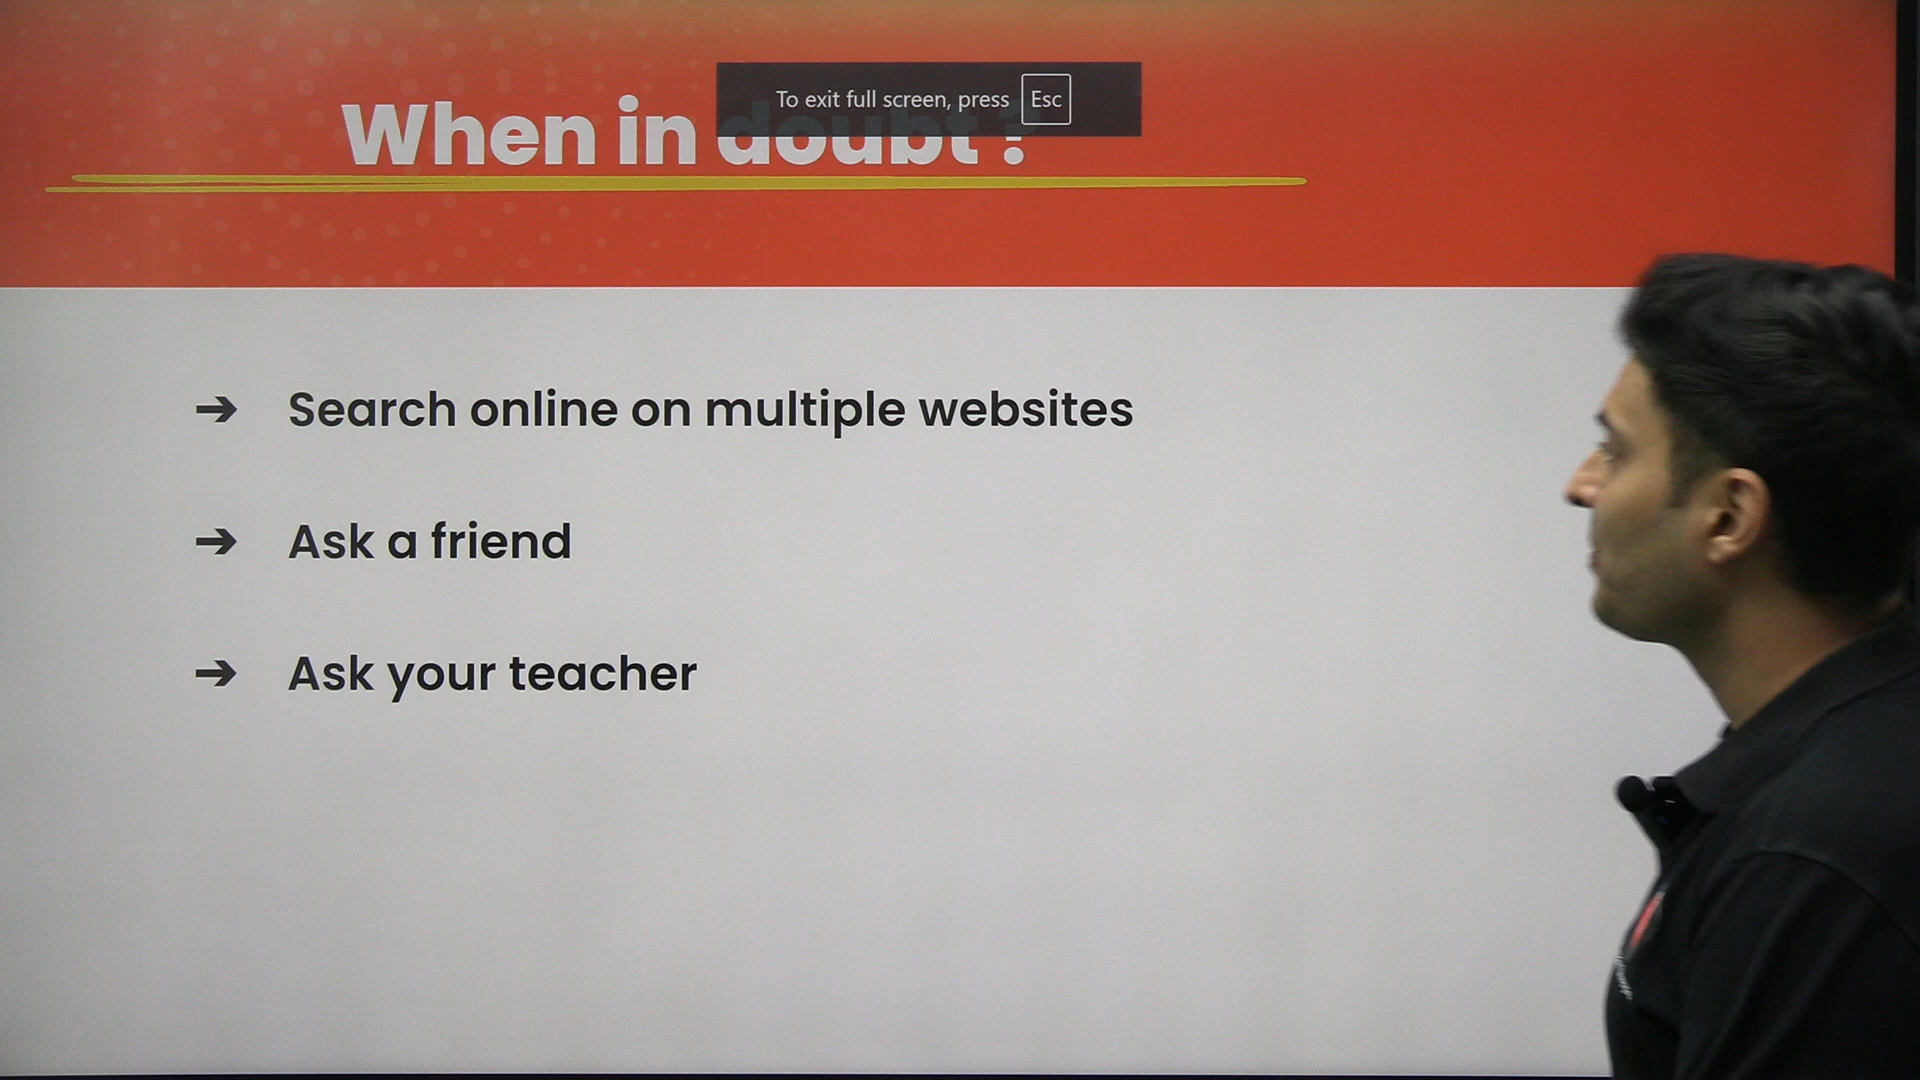 To exit full screen, press Esc
When in doubt ?
Search online on multiple websites
Ask a friend
Ask your teacher